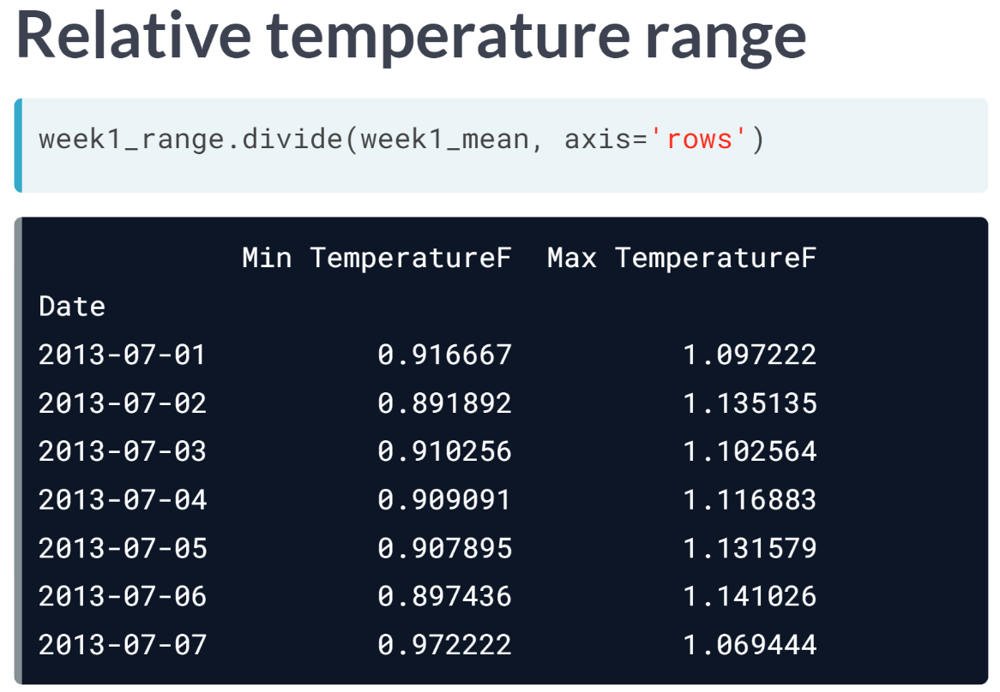 Relative temperature range
week1_range.divide(week1_mean, axis='rows')
Min TemperatureF  Max TemperatureF
Date
2013-07-01  0.916667  1.097222
2013-07-02  0.891892  1.135135
2013-07-03  0.910256  1.102564
2013-07-04  0.909091  1.116883
2013-07-05  0.907895  1.131579
2013-07-06  0.897436  1.141026
2013-07-07  0.972222  1.069444